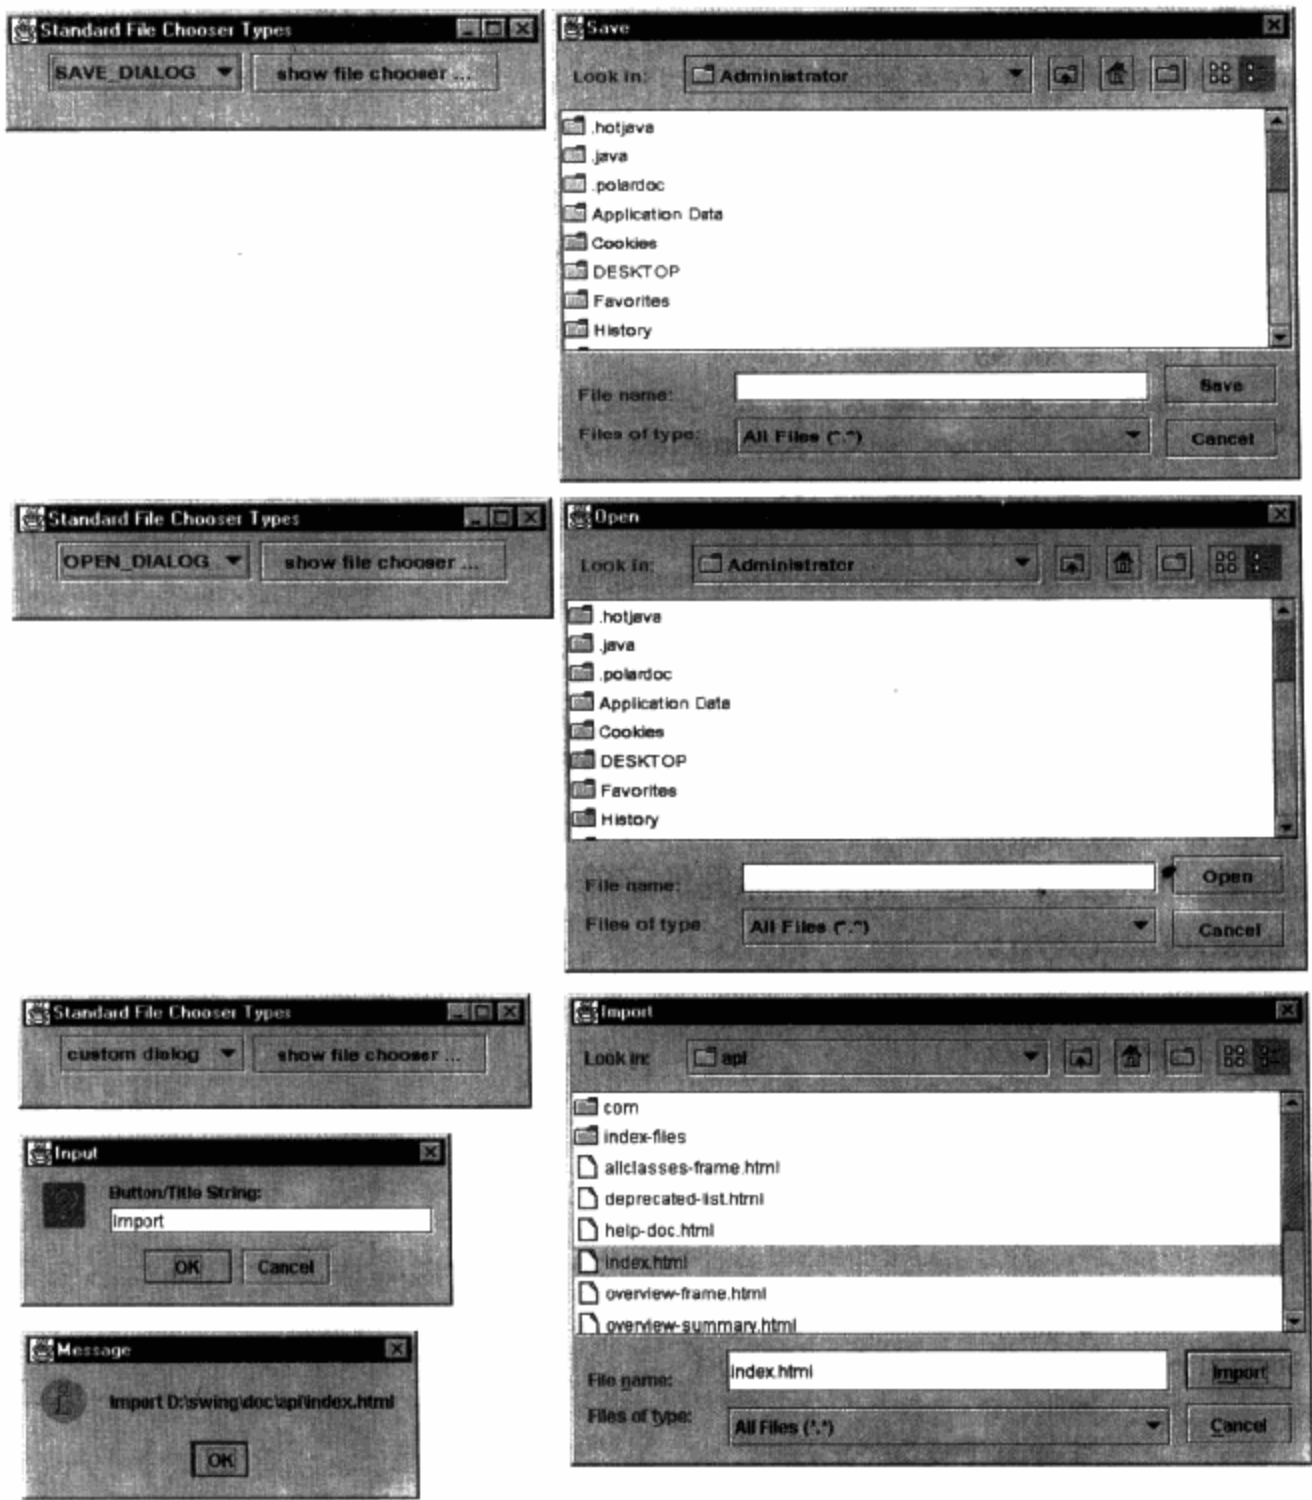 Standard File Chooser Types
SAVE_DIALOG
show file chooser ...
Save
Look in:
Administrator
.hotjava
.java
.polardoc
Application Data
Cookies
DESKTOP
Favorites
History
File name:
Save
Files of type:
All Files (*.*)
Cancel
Standard File Chooser Types
OPEN_DIALOG
show file chooser ...
Open
Look in:
Administrator
.hotjava
.java
.polardoc
Application Data
Cookies
DESKTOP
Favorites
History
File name:
Open
Files of type:
All Files (*.*)
Cancel
Standard File Chooser Types
custom dialog
show file chooser ...
Input
Button/Title String:
Import
OK
Cancel
Message
Import D:\swing\doc\api\index.html
OK
Import
Look in:
api
com
index-files
allclasses-frame.html
deprecated-list.html
help-doc.html
index.html
overview-frame.html
overview-summary.html
File name:
index.html
Import
Files of type:
All Files (*.*)
Cancel